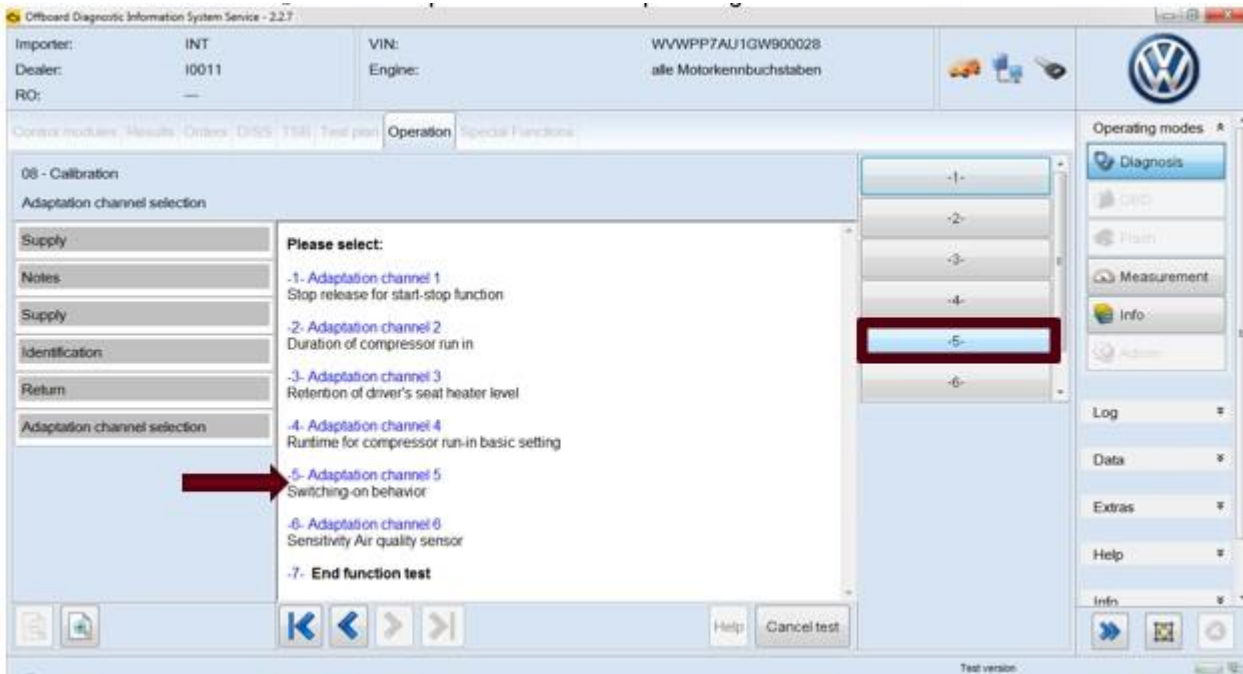 Offboard Diagnostic Information System Service - 2.2.7
Importer: INT VIN: WVWPP7AU1GW900028
Dealer: I0011 Engine: alle Motorkennbuchstaben
RO: ---
Control modules Results Orders DISS TSB Test plan Operation Special Functions
08 - Calibration
Adaptation channel selection
Supply
Notes
Supply
Identification
Return
Adaptation channel selection
Please select:
-1- Adaptation channel 1
Stop release for start-stop function
-2- Adaptation channel 2
Duration of compressor run in
-3- Adaptation channel 3
Retention of driver's seat heater level
-4- Adaptation channel 4
Runtime for compressor run-in basic setting
-5- Adaptation channel 5
Switching-on behavior
-6- Adaptation channel 6
Sensitivity Air quality sensor
-7- End function test
-1-
-2-
-3-
-4-
-5-
-6-
Help Cancel test
Operating modes
Diagnosis
OBD
Flash
Measurement
Info
Admin
Log
Data
Extras
Help
Info
Test version